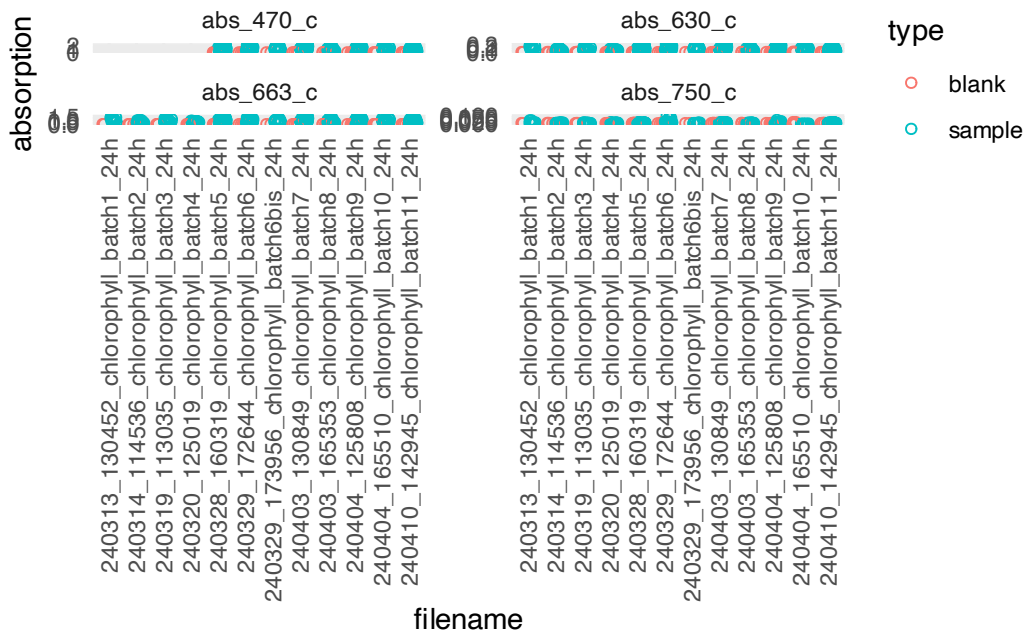 abs_470_c
abs_630_c
abs_663_c
abs_750_c
absorption
type
blank
sample
240313_130452_chlorophyll_batch1_24h
240314_114536_chlorophyll_batch2_24h
240319_113035_chlorophyll_batch3_24h
240320_125019_chlorophyll_batch4_24h
240328_160319_chlorophyll_batch5_24h
240329_172644_chlorophyll_batch6_24h
240329_173956_chlorophyll_batch6bis_24h
240403_130849_chlorophyll_batch7_24h
240403_165353_chlorophyll_batch8_24h
240404_125808_chlorophyll_batch9_24h
240404_165510_chlorophyll_batch10_24h
240410_142945_chlorophyll_batch11_24h
240313_130452_chlorophyll_batch1_24h
240314_114536_chlorophyll_batch2_24h
240319_113035_chlorophyll_batch3_24h
240320_125019_chlorophyll_batch4_24h
240328_160319_chlorophyll_batch5_24h
240329_172644_chlorophyll_batch6_24h
240329_173956_chlorophyll_batch6bis_24h
240403_130849_chlorophyll_batch7_24h
240403_165353_chlorophyll_batch8_24h
240404_125808_chlorophyll_batch9_24h
240404_165510_chlorophyll_batch10_24h
240410_142945_chlorophyll_batch11_24h
filename